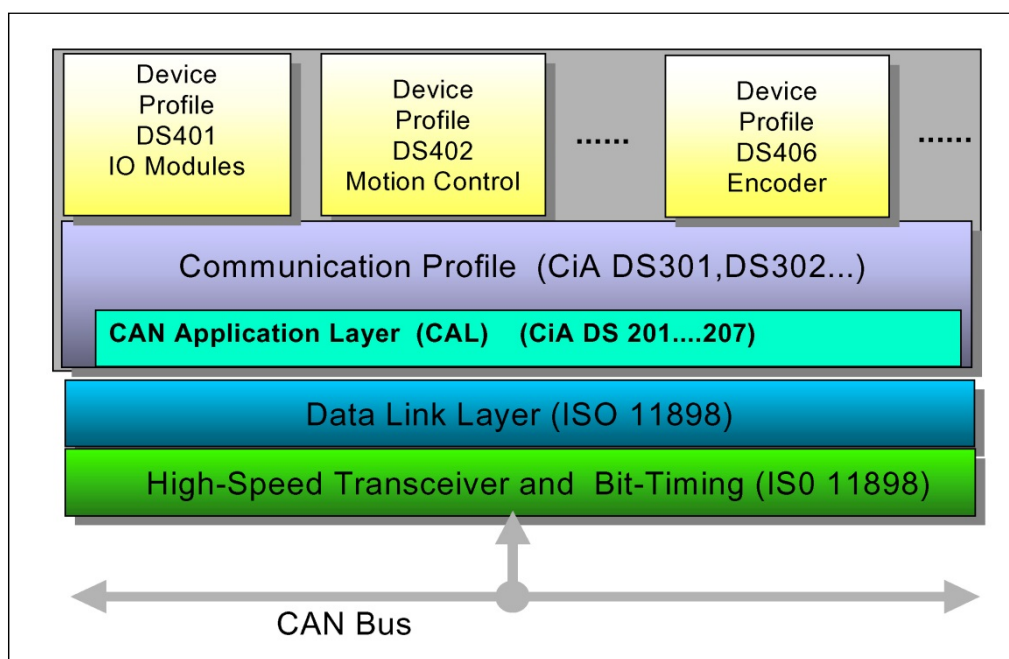 Device
Profile
DS401
IO Modules
Device
Profile
DS402
Motion Control
......
Device
Profile
DS406
Encoder
......
Communication Profile (CiA DS301,DS302...)
CAN Application Layer (CAL) (CiA DS 201....207)
Data Link Layer (ISO 11898)
High-Speed Transceiver and Bit-Timing (IS0 11898)
CAN Bus